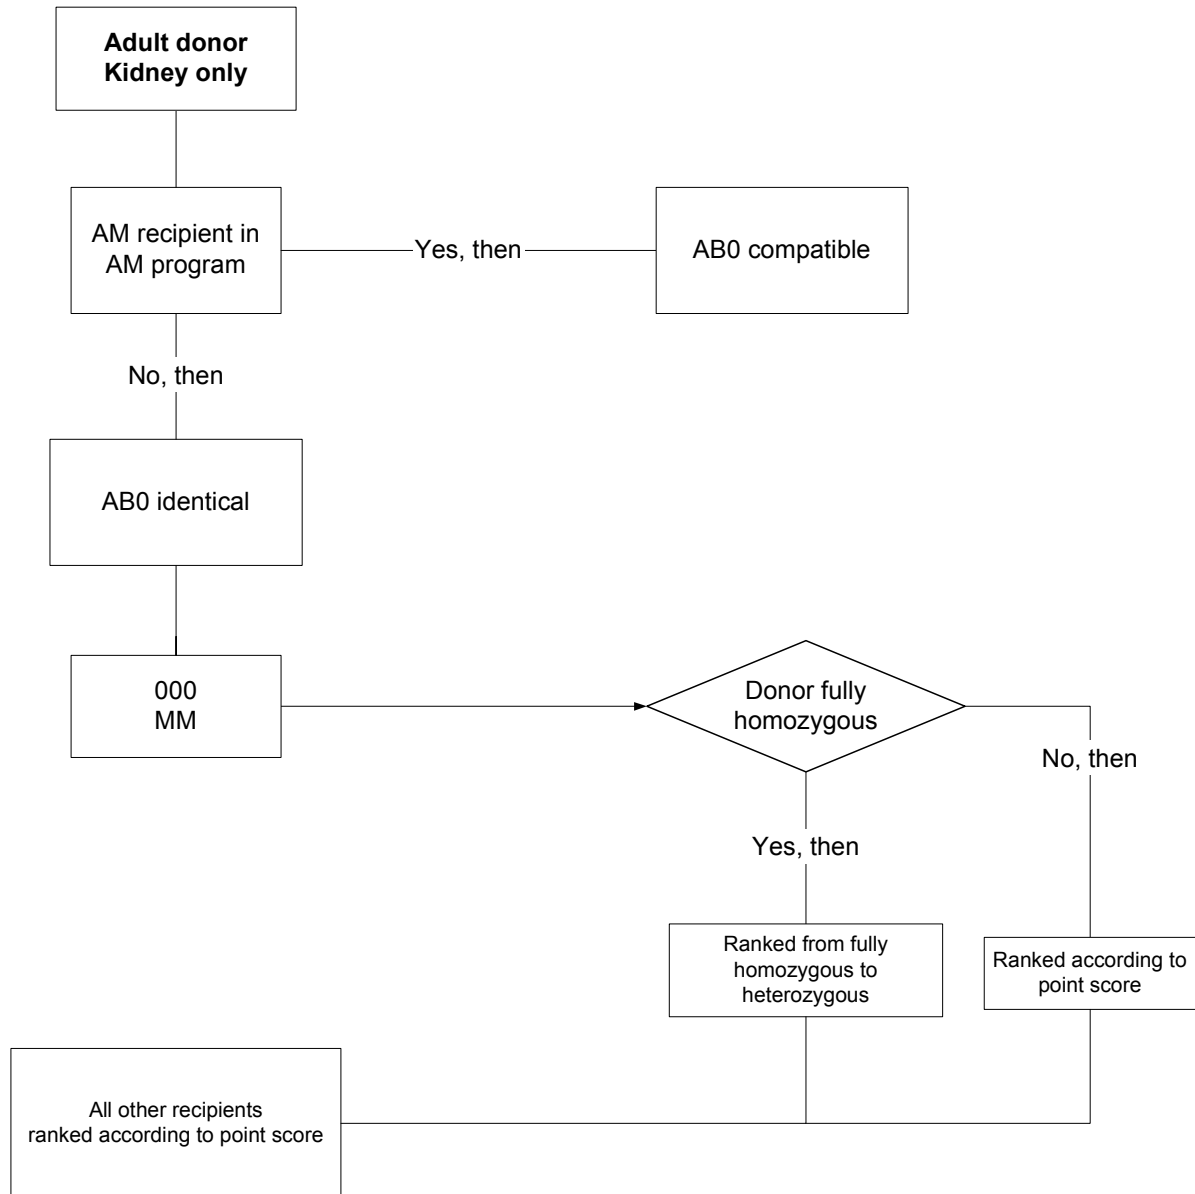 Adult donor
Kidney only
AM recipient in
AM program
Yes, then
AB0 compatible
No, then
AB0 identical
000
MM
Donor fully
homozygous
No, then
Yes, then
Ranked from fully
homozygous to
heterozygous
Ranked according to
point score
All other recipients
ranked according to point score